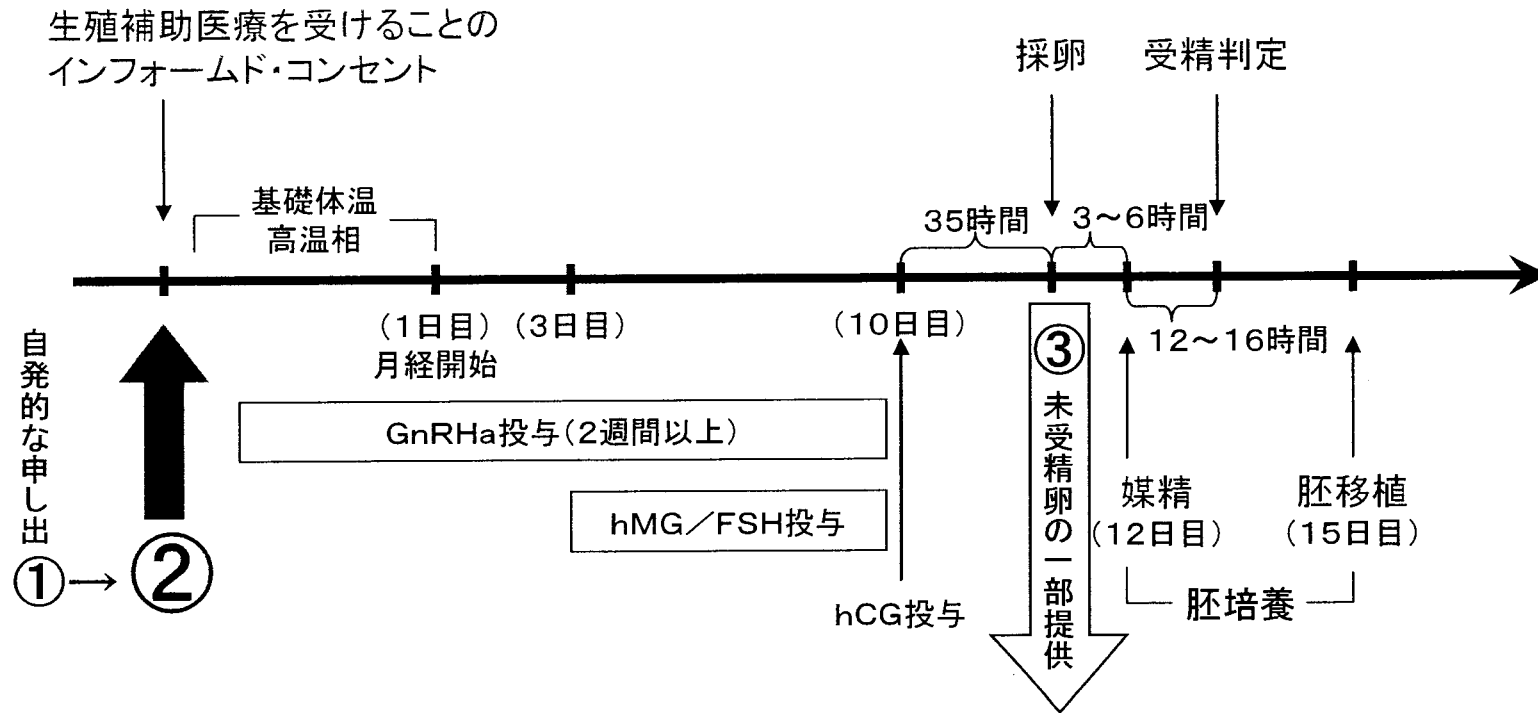 生殖補助医療を受けることの
インフォームド・コンセント
採卵
受精判定
基礎体温
高温相
35時間
3～6時間
(1日目)
月経開始
(3日目)
(10日目)
12～16時間
自発的な申し出
①→
②
GnRHa投与(2週間以上)
hMG／FSH投与
hCG投与
③
未受精卵の一部提供
媒精
(12日目)
胚移植
(15日目)
胚培養